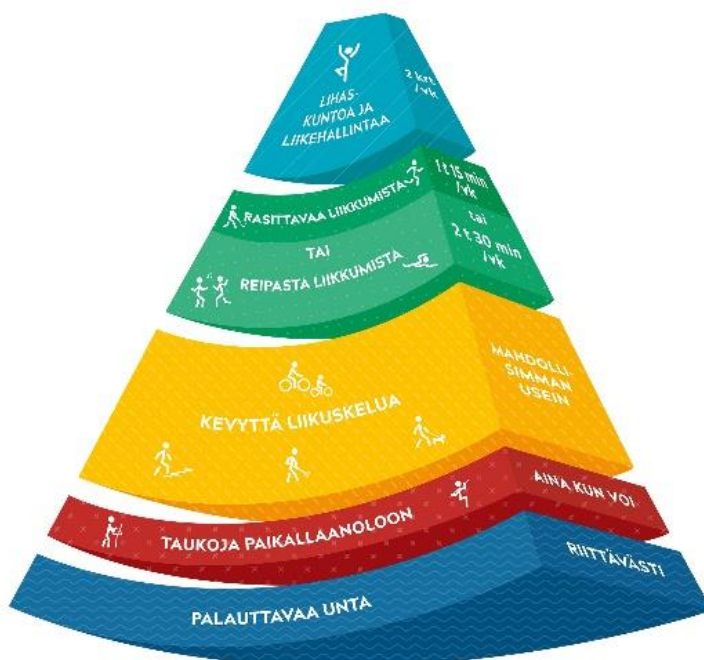 LIHAS-
KUNTOA JA
LIIKEHALLINTAA
2 krt
/vk
RASITTAVAA LIIKKUMISTA
1 t 15 min
/vk
TAI
REIPASTA LIIKKUMISTA
tai
2 t 30 min
/vk
KEVYTTÄ LIIKUSKELUA
MAHDOLLI-
SIMMAN
USEIN
TAUKOJA PAIKALLAANOLOON
AINA KUN VOI
PALAUTTAVAA UNTA
RIITTÄVÄSTI